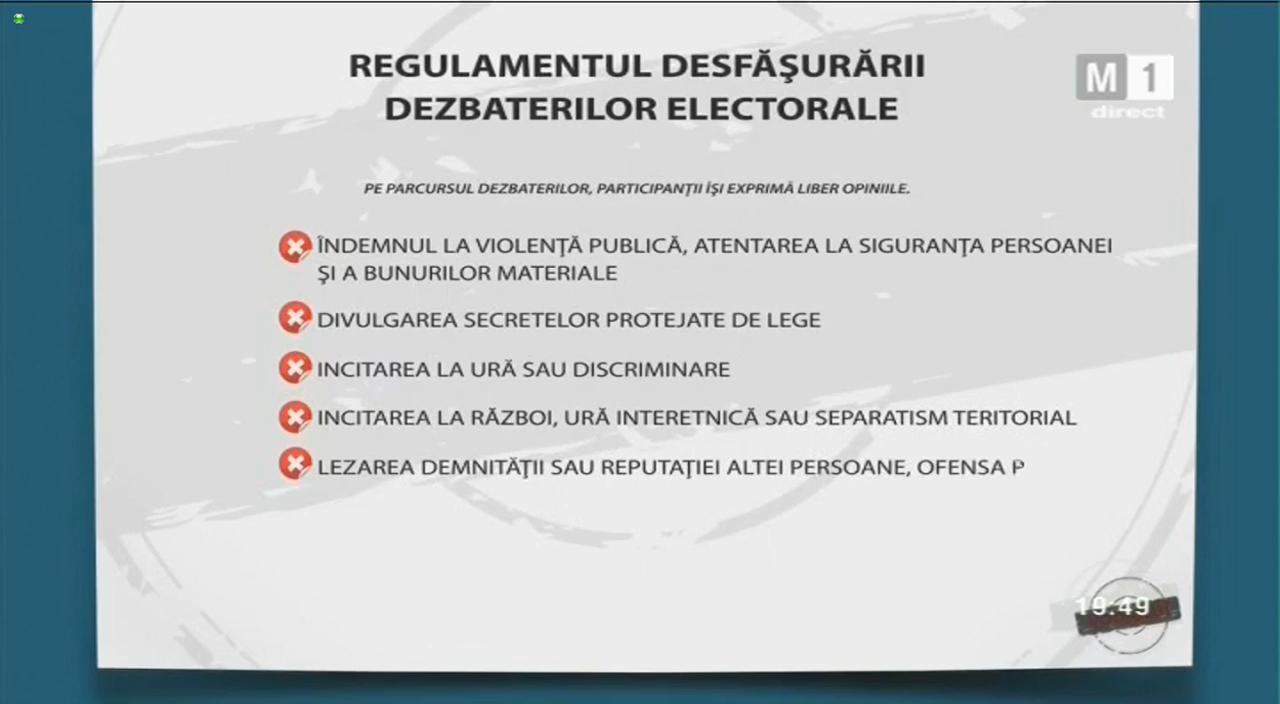 REGULAMENTUL DESFĂŞURĂRII
DEZBATERILOR ELECTORALE
M 1
direct
PE PARCURSUL DEZBATERILOR, PARTICIPANŢII ÎŞI EXPRIMĂ LIBER OPINIILE.
ÎNDEMNUL LA VIOLENŢĂ PUBLICĂ, ATENTAREA LA SIGURANŢA PERSOANEI
ŞI A BUNURILOR MATERIALE
DIVULGAREA SECRETELOR PROTEJATE DE LEGE
INCITAREA LA URĂ SAU DISCRIMINARE
INCITAREA LA RĂZBOI, URĂ INTERETNICĂ SAU SEPARATISM TERITORIAL
LEZAREA DEMNITĂŢII SAU REPUTAŢIEI ALTEI PERSOANE, OFENSA P
19:49